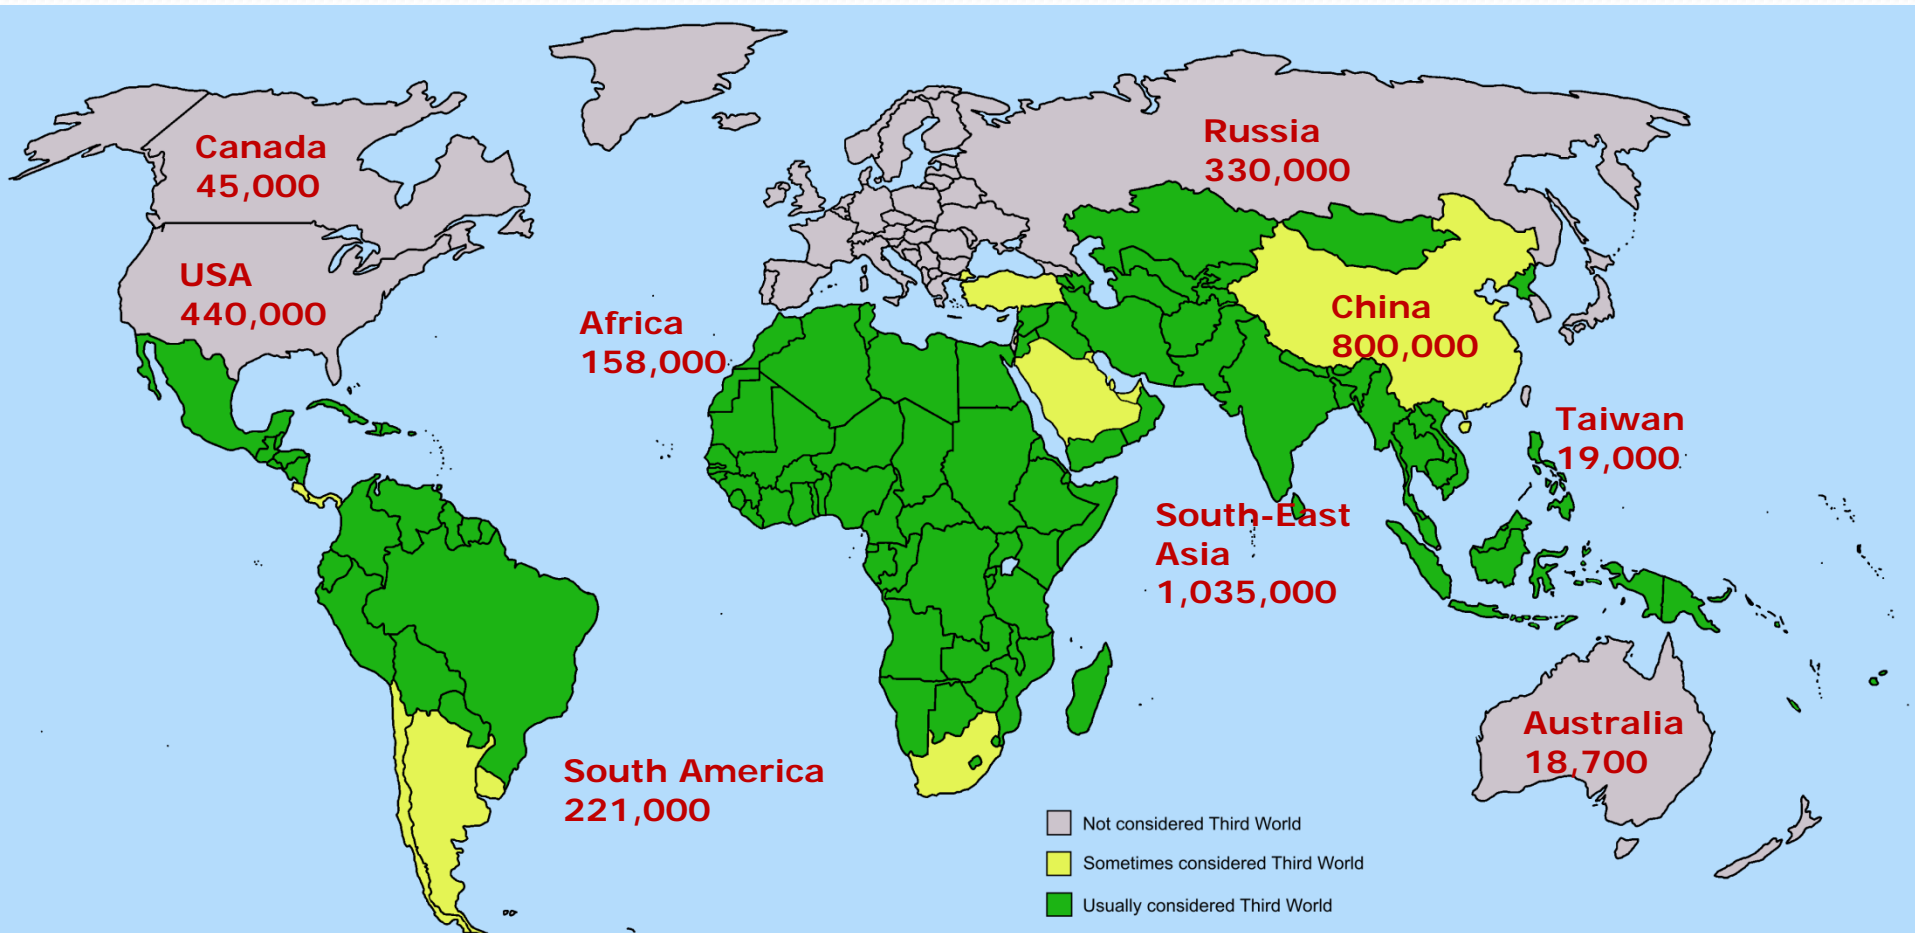 Canada
45,000
USA
440,000
Russia
330,000
Africa
158,000
China
800,000
Taiwan
19,000
South-East
Asia
1,035,000
South America
221,000
Australia
18,700
Not considered Third World
Sometimes considered Third World
Usually considered Third World